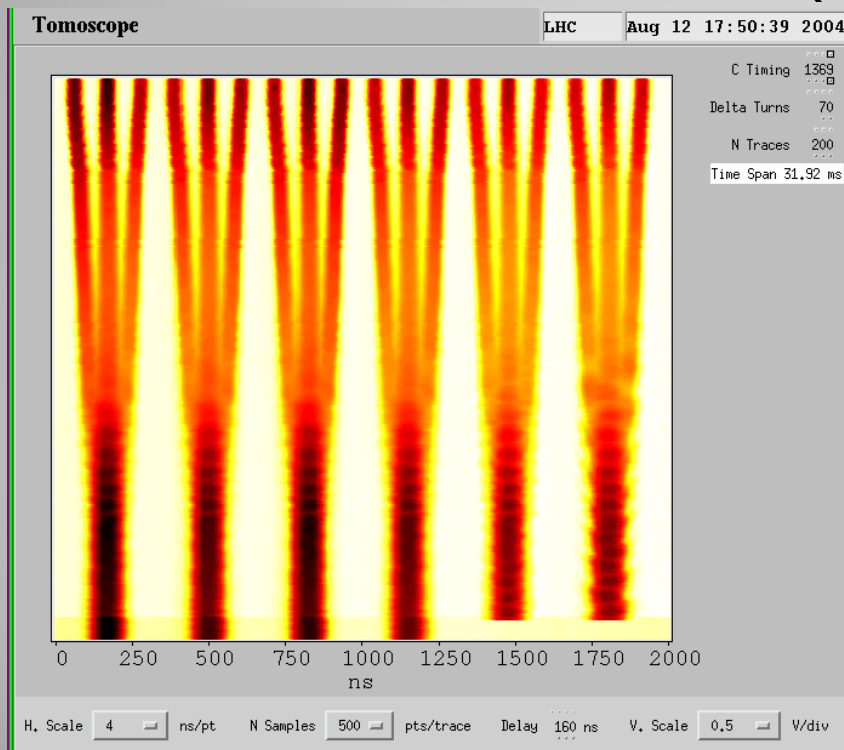 Tomoscope
LHC
Aug 12 17:50:39 2004
C Timing 1369
Delta Turns 70
N Traces 200
Time Span 31.92 ms
0 250 500 750 1000 1250 1500 1750 2000
ns
H. Scale 4 ns/pt N Samples 500 pts/trace Delay 160 ns V. Scale 0.5 V/div